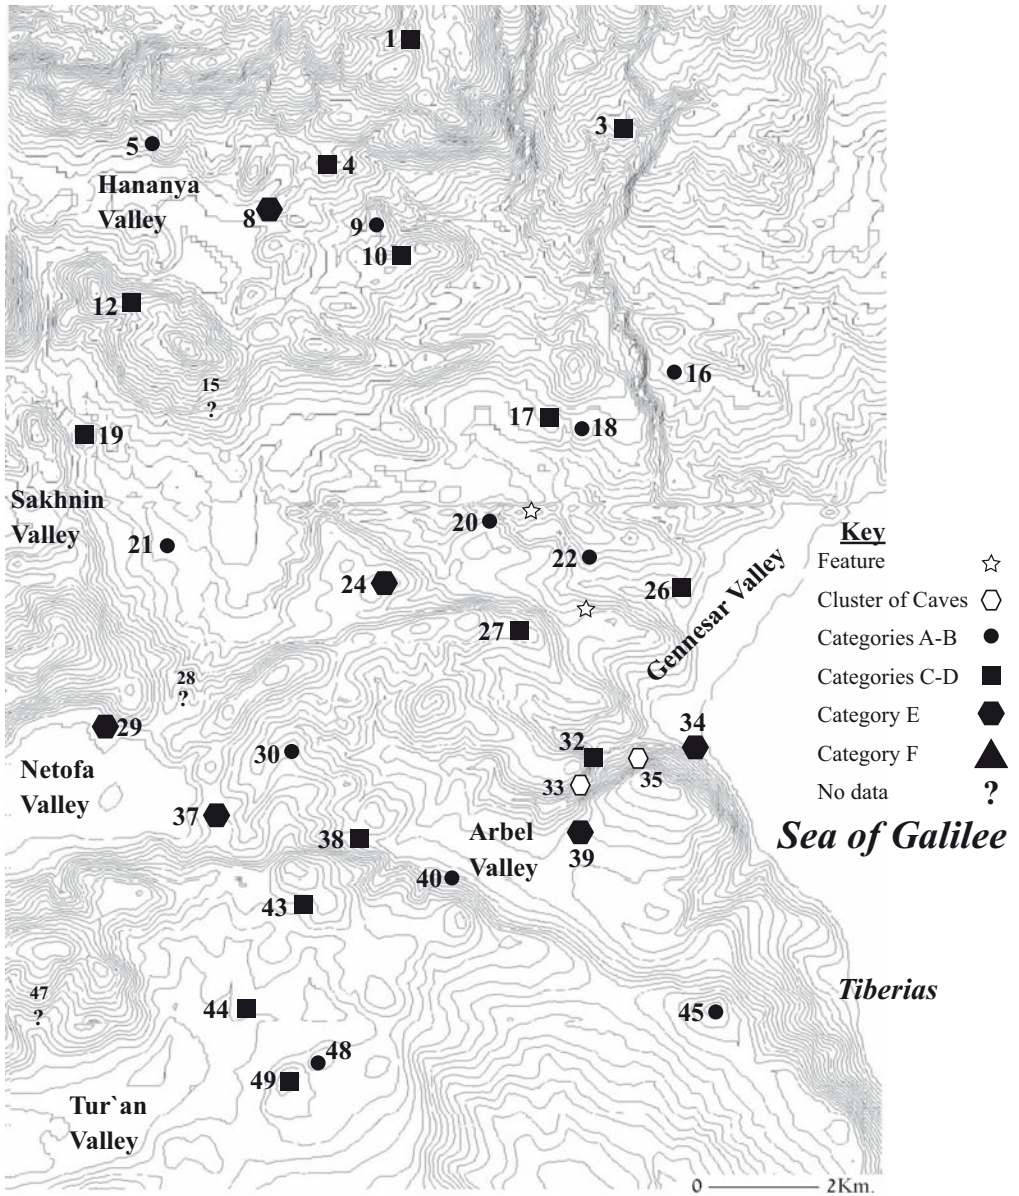 1
3
5
4
Hananya
Valley
8
9
10
12
15
?
16
17
18
19
Sakhnin
Valley
20
21
22
24
26
27
Gennesar Valley
Key
Feature
Cluster of Caves
Categories A-B
Categories C-D
Category E
Category F
No data ?
28
?
29
30
32
33
34
35
Netofa
Valley
37
38
Arbel
Valley
39
Sea of Galilee
40
43
44
45
47
?
48
49
Tiberias
Tur`an
Valley
0 2Km.